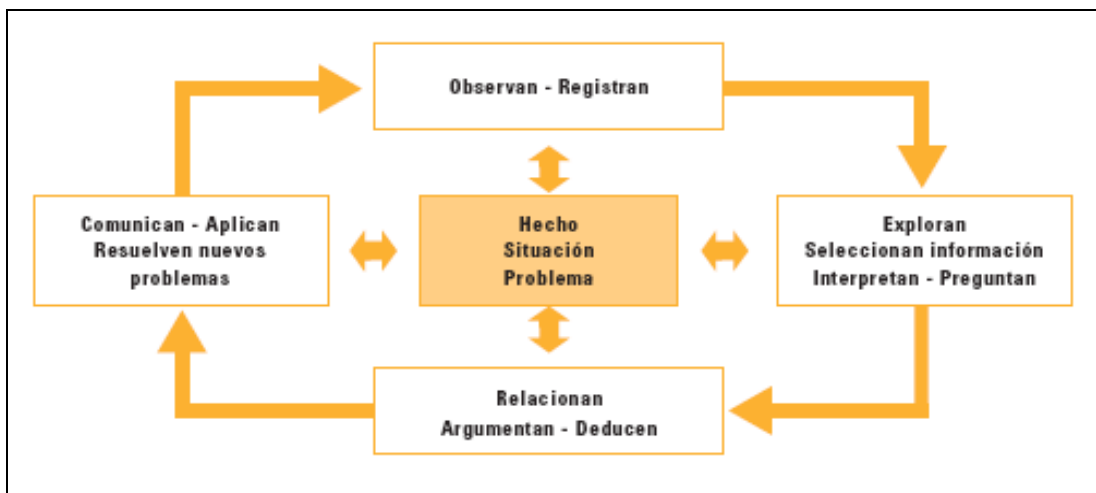 Observan - Registran
Comunican - Aplican
Resuelven nuevos
problemas
Hecho
Situación
Problema
Exploran
Seleccionan información
Interpretan - Preguntan
Relacionan
Argumentan - Deducen